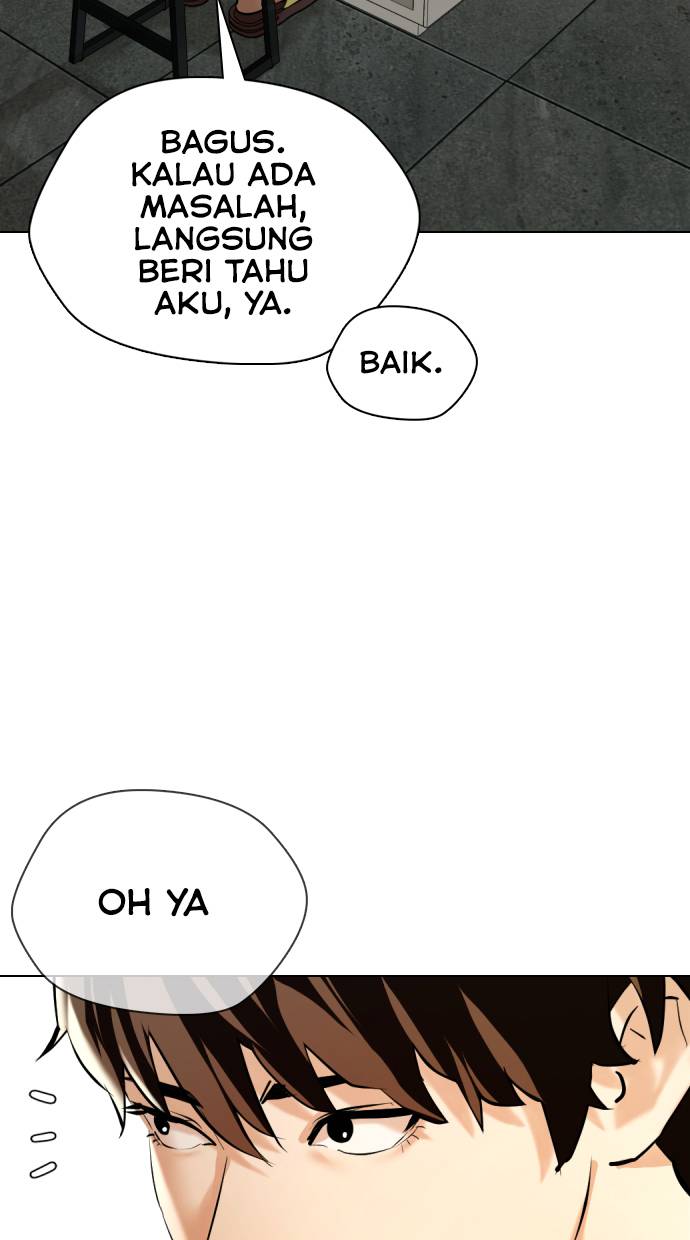 BAGUS.
KALAU ADA
MASALAH,
LANGSUNG
BERI TAHU
AKU, YA.
BAIK.
OH YA